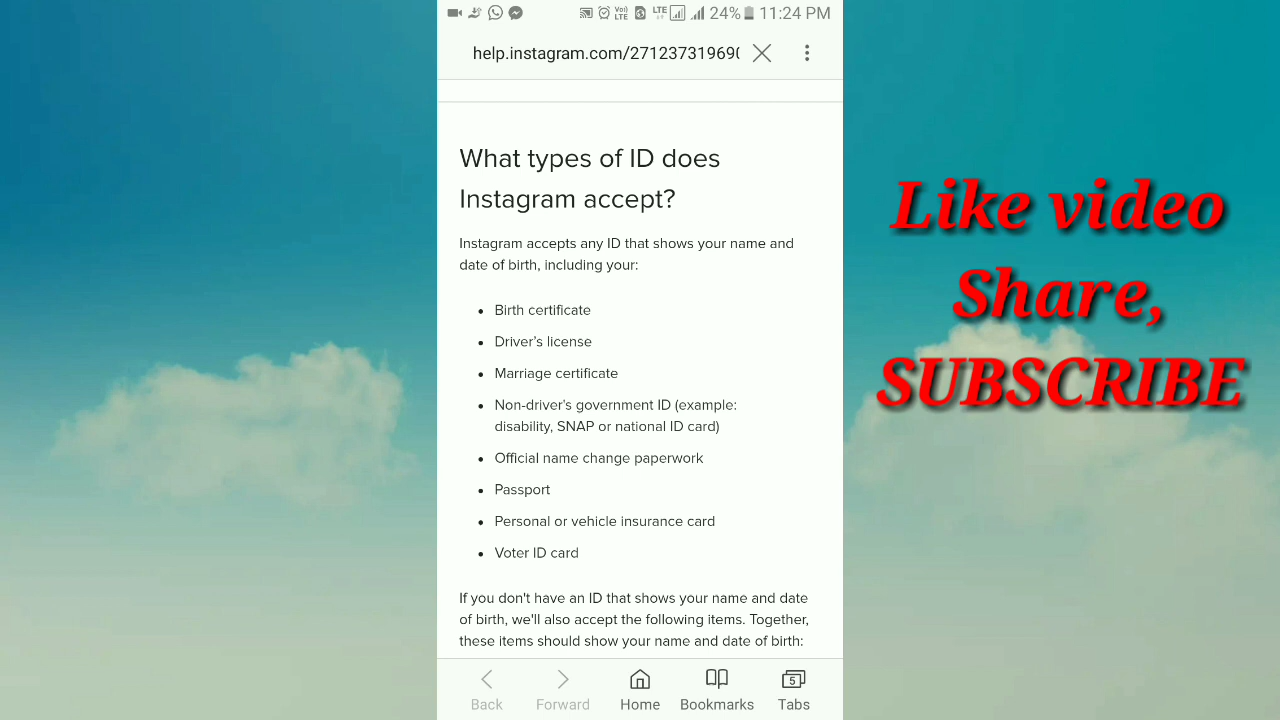 Vo)) LTE LTE 24% 11:24 PM
help.instagram.com/27123731969(
What types of ID does
Instagram accept?
Instagram accepts any ID that shows your name and
date of birth, including your:
• Birth certificate
• Driver's license
• Marriage certificate
• Non-driver's government ID (example:
disability, SNAP or national ID card)
• Official name change paperwork
• Passport
• Personal or vehicle insurance card
• Voter ID card
If you don't have an ID that shows your name and date
of birth, we'll also accept the following items. Together,
these items should show your name and date of birth:
Back Forward Home Bookmarks 5 Tabs
Like video
Share,
SUBSCRIBE